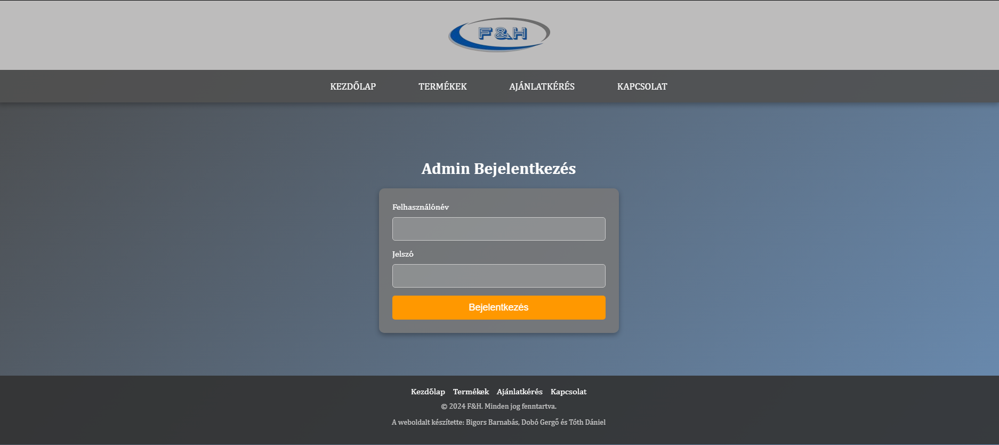 F&H
KEZDŐLAP TERMÉKEK AJÁNLATKÉRÉS KAPCSOLAT
Admin Bejelentkezés
Felhasználónév
Jelszó
Bejelentkezés
Kezdőlap Termékek Ajánlatkérés Kapcsolat
© 2024 F&H. Minden jog fenntartva.
A weboldalt készítette: Bigors Barnabás, Dobó Gergő és Tóth Dániel